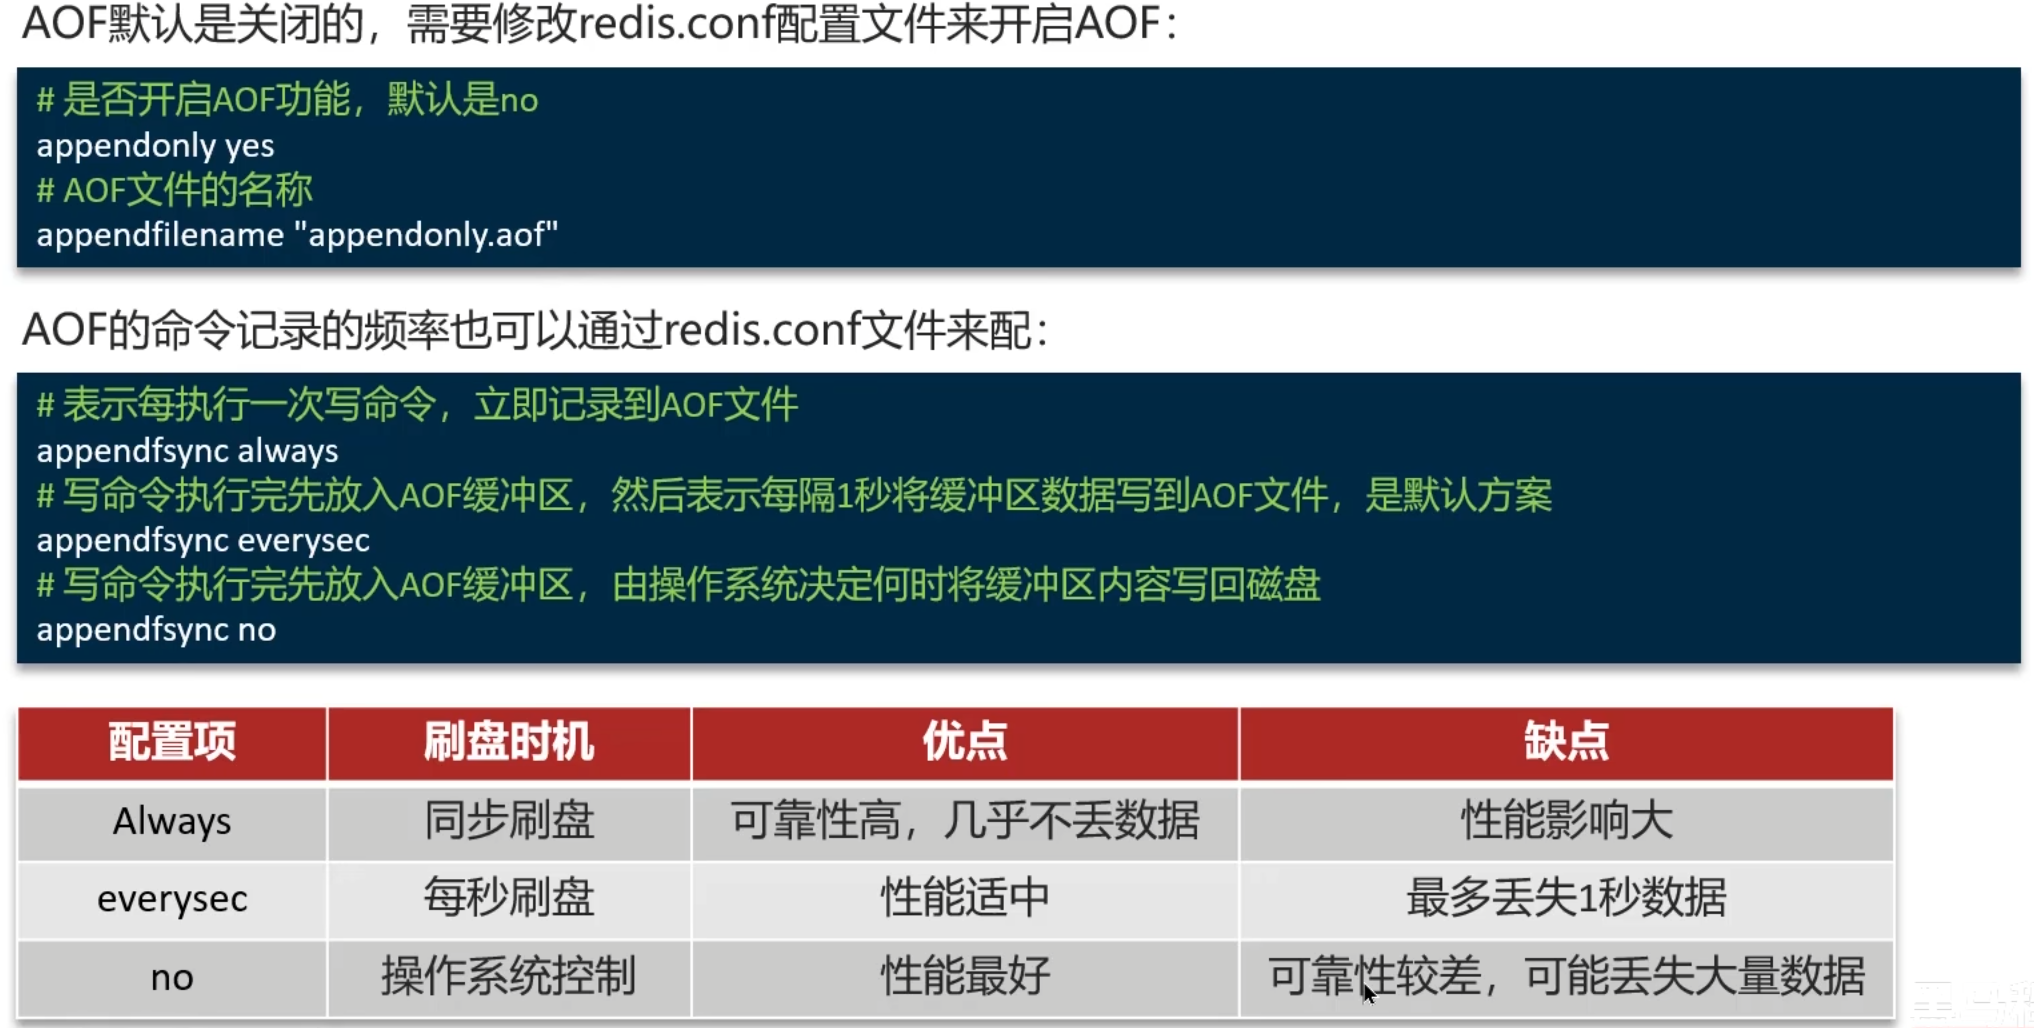 AOF默认是关闭的，需要修改redis.conf配置文件来开启AOF：
# 是否开启AOF功能，默认是no
appendonly yes
# AOF文件的名称
appendfilename "appendonly.aof"
AOF的命令记录的频率也可以通过redis.conf文件来配：
# 表示每执行一次写命令，立即记录到AOF文件
appendfsync always
# 写命令执行完先放入AOF缓冲区，然后表示每隔1秒将缓冲区数据写到AOF文件，是默认方案
appendfsync everysec
# 写命令执行完先放入AOF缓冲区，由操作系统决定何时将缓冲区内容写回磁盘
appendfsync no
配置项 刷盘时机 优点 缺点
Always 同步刷盘 可靠性高，几乎不丢数据 性能影响大
everysec 每秒刷盘 性能适中 最多丢失1秒数据
no 操作系统控制 性能最好 可靠性较差，可能丢失大量数据